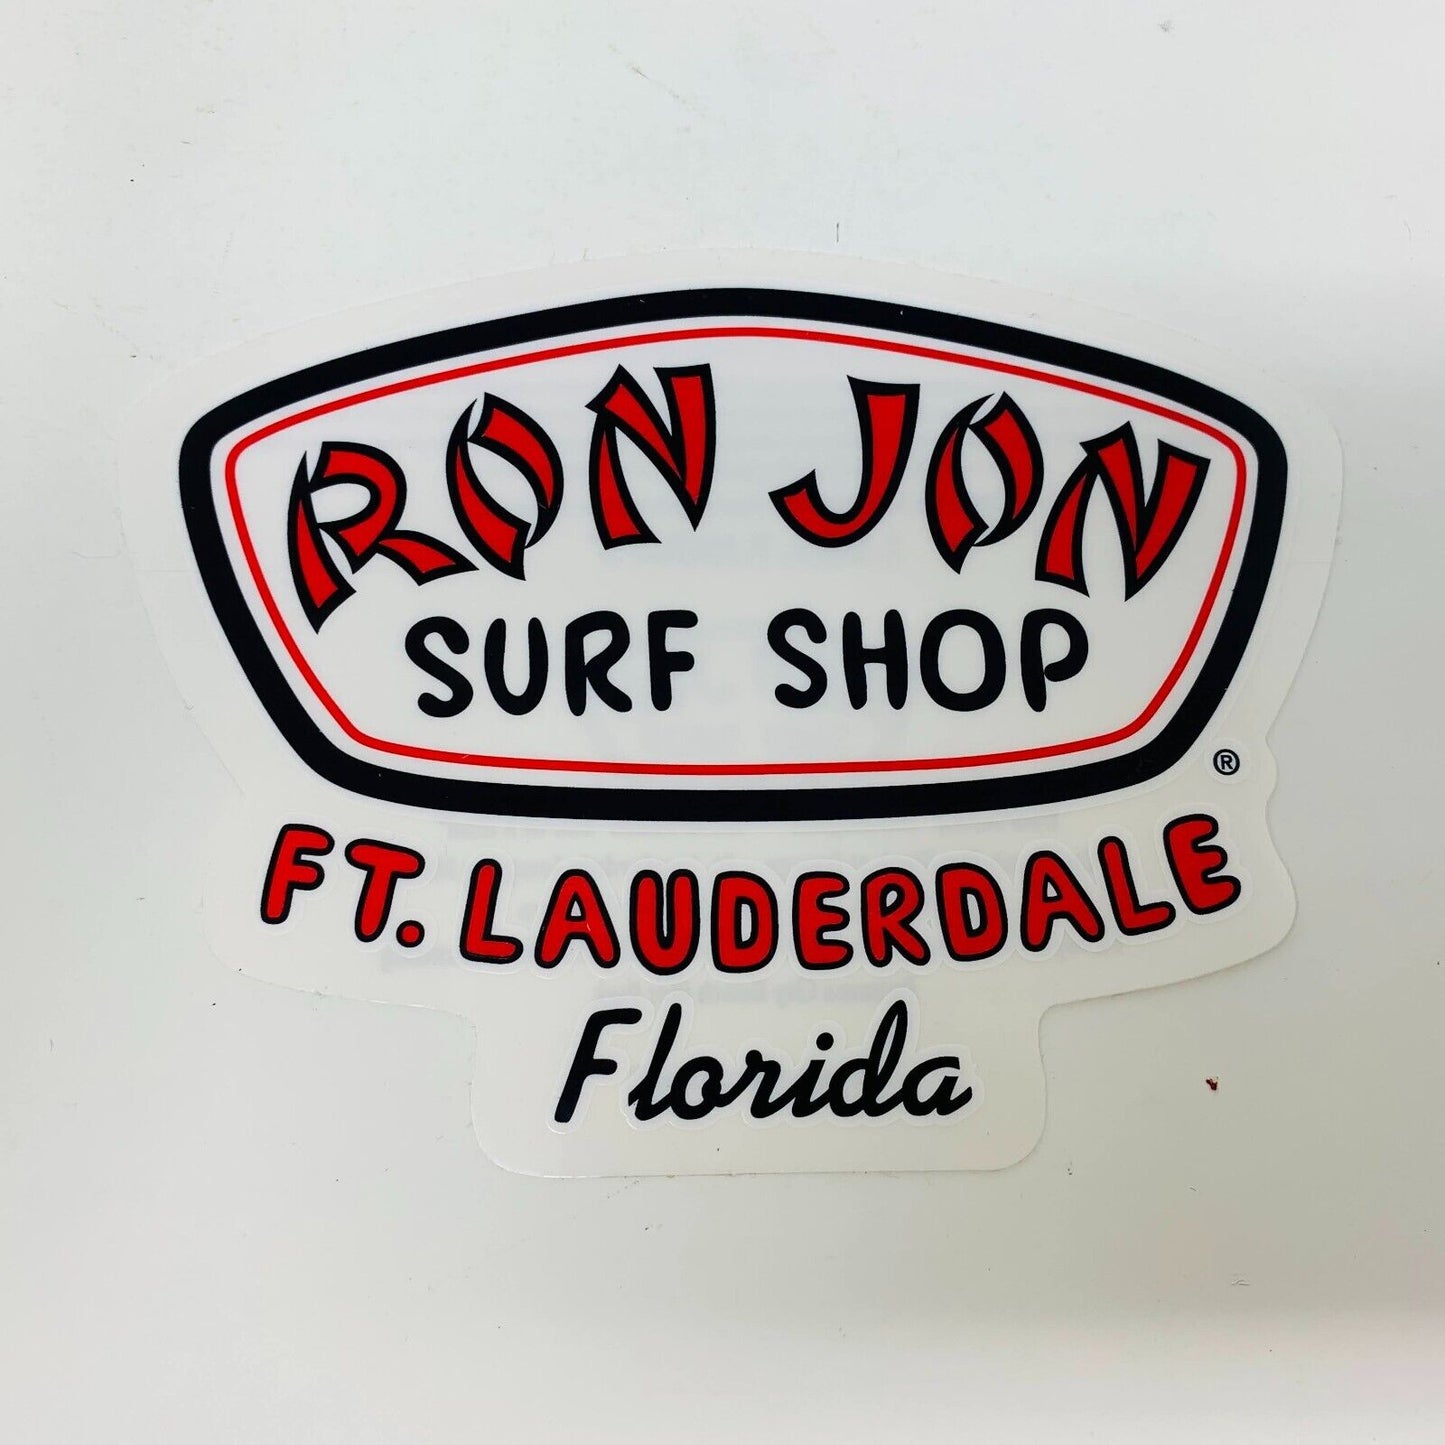 RON JON
SURF SHOP
®
FT. LAUDERDALE
Florida